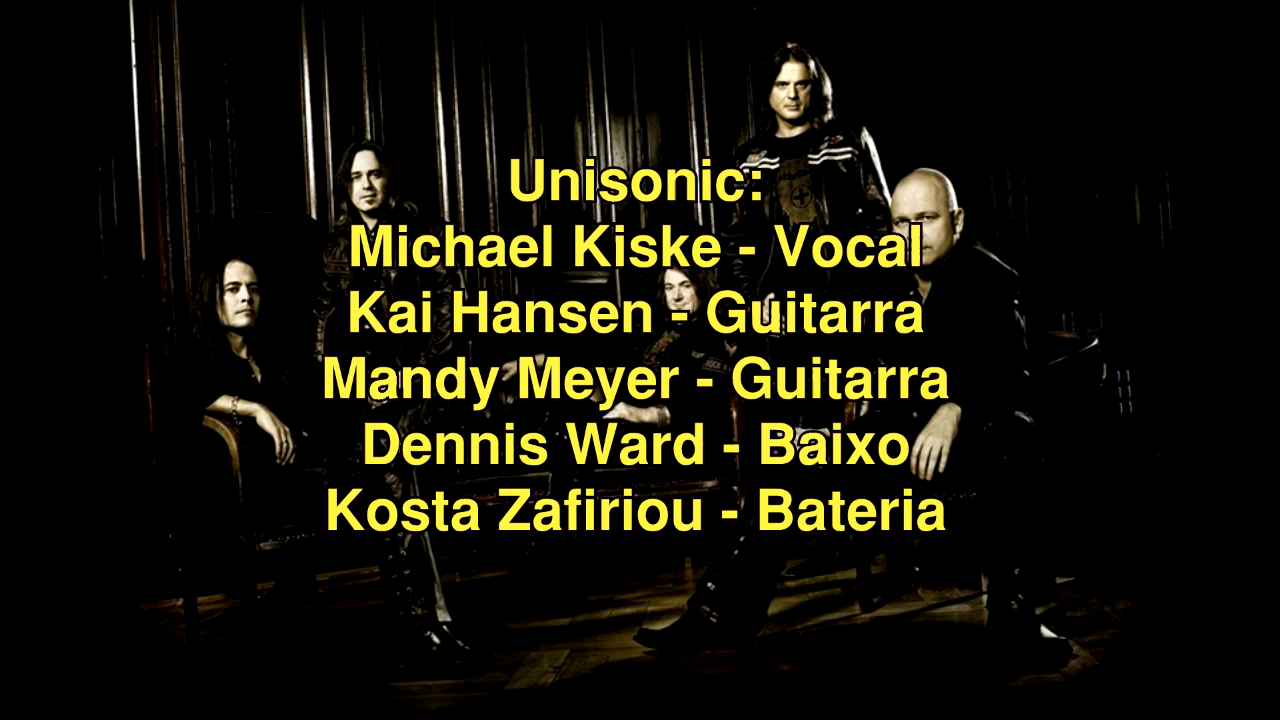 Unisonic:
Michael Kiske - Vocal
Kai Hansen - Guitarra
Mandy Meyer - Guitarra
Dennis Ward - Baixo
Kosta Zafiriou - Bateria